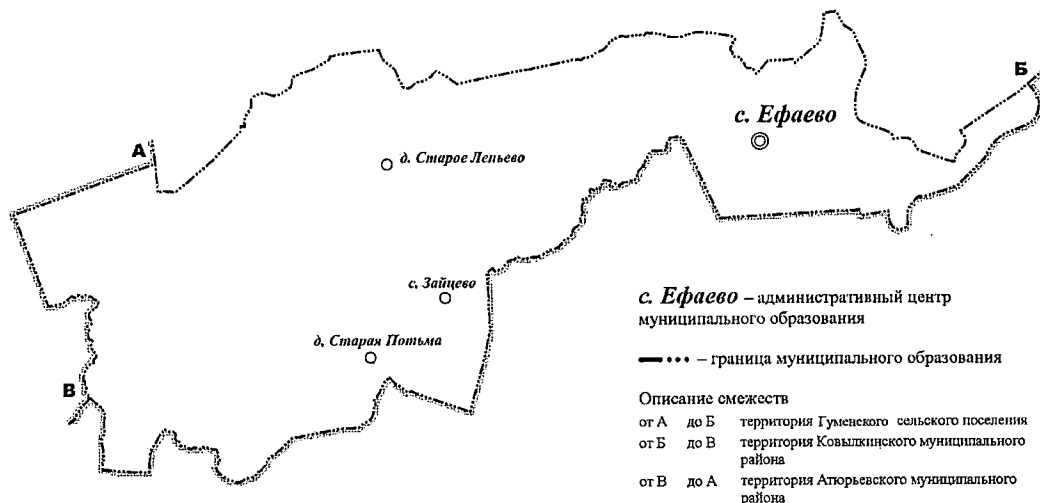 Б
с. Ефаево
А
д. Старое Лепьево
с. Зайцево
д. Старая Потьма
В
с. Ефаево – административный центр
муниципального образования
– граница муниципального образования
Описание смежеств
от А до Б территория Гуменского сельского поселения
от Б до В территория Ковылкинского муниципального
района
от В до А территория Атюрьевского муниципального
района